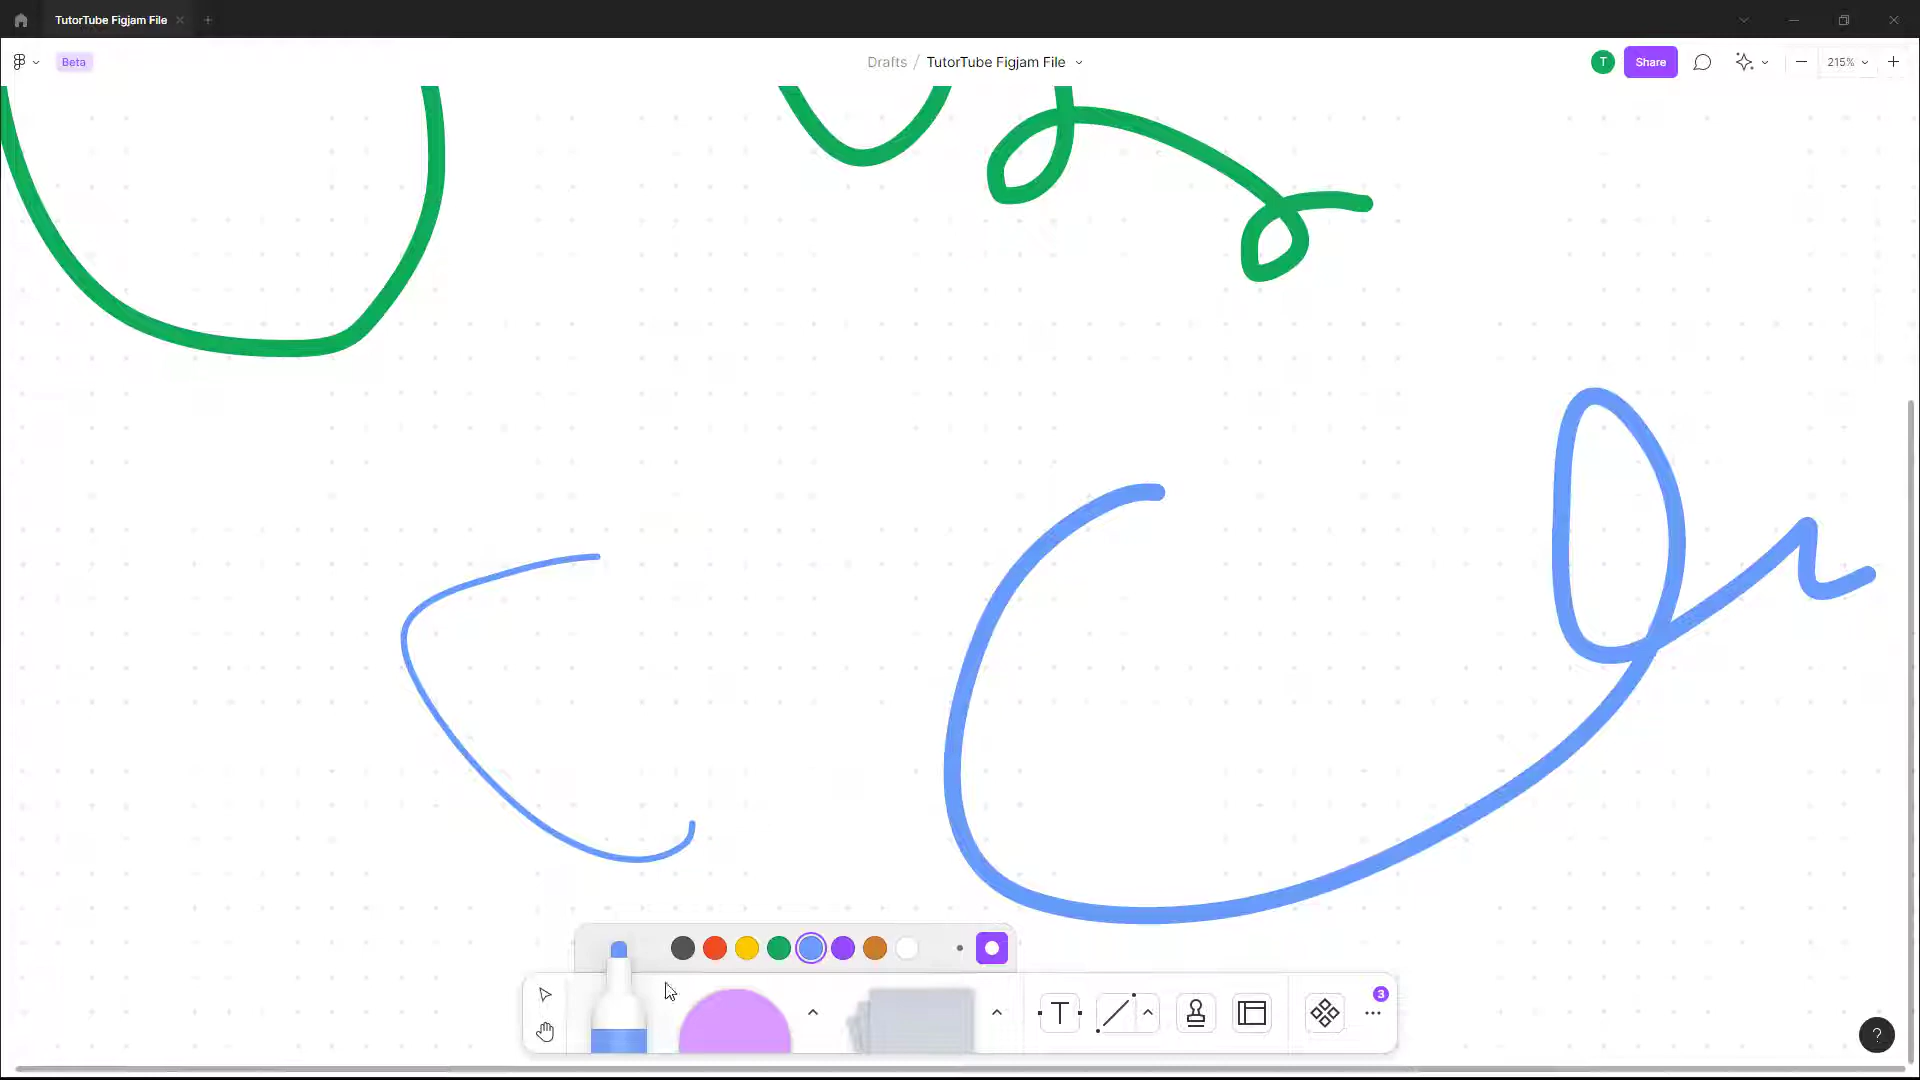 TutorTube Figjam File
Beta
Drafts / TutorTube Figjam File
T
Share
215%
T
3
?